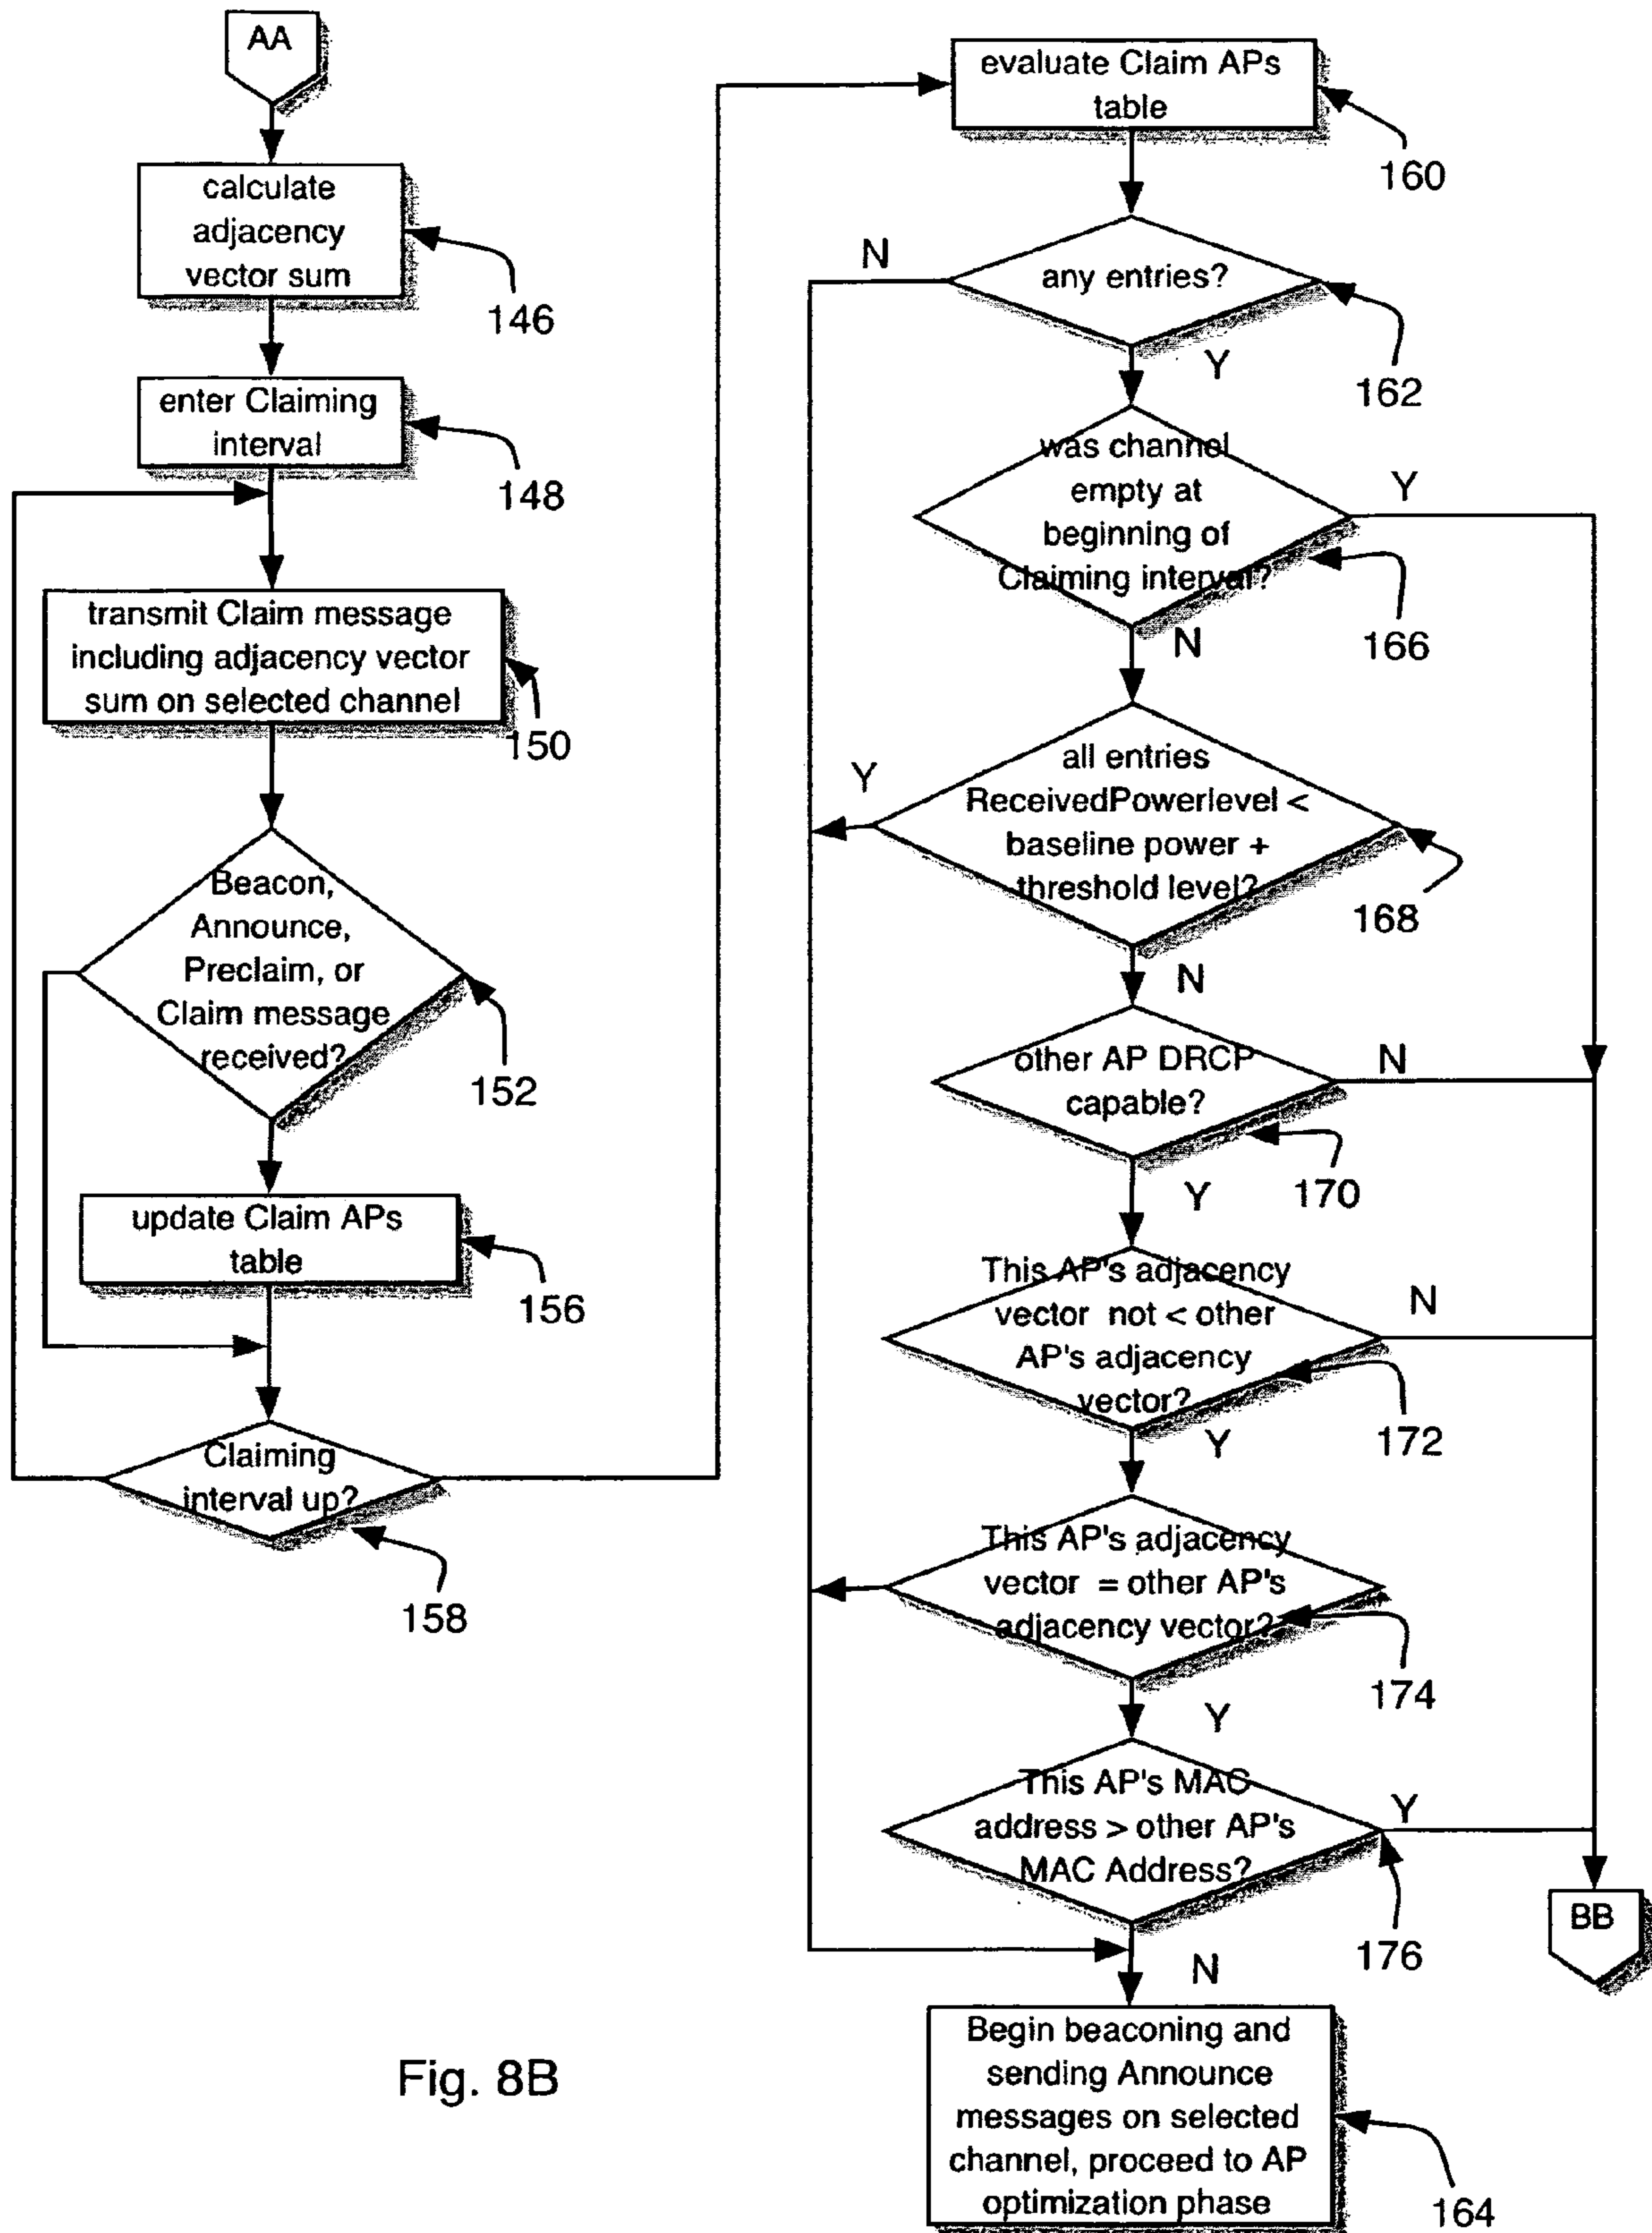 AA
calculate
adjacency
vector sum
146
enter Claiming
interval
148
transmit Claim message
including adjacency vector
sum on selected channel
150
Beacon,
Announce,
Preclaim, or
Claim message
received?
152
update Claim APs
table
156
Claiming
interval up?
158
evaluate Claim APs
table
160
N
any entries?
Y
162
was channel
empty at
beginning of
Claiming interval?
Y
N
166
all entries
ReceivedPowerlevel <
baseline power +
threshold level?
Y
N
168
other AP DRCP
capable?
N
Y
170
This AP's adjacency
vector not < other
AP's adjacency
vector?
N
Y
172
This AP's adjacency
vector = other AP's
adjacency vector?
Y
174
This AP's MAC
address > other AP's
MAC Address?
Y
N
176
BB
Begin beaconing and
sending Announce
messages on selected
channel, proceed to AP
optimization phase
164
Fig. 8B